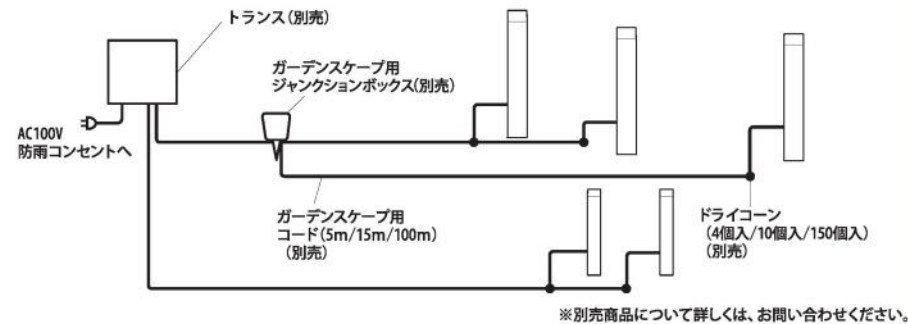 トランス(別売)
ガーデンスケープ用
ジャンクションボックス(別売)
AC100V
防雨コンセントへ
ガーデンスケープ用
コード(5m/15m/100m)
(別売)
ドライコーン
(4個入/10個入/150個入)
(別売)
※別売商品について詳しくは、お問い合わせください。